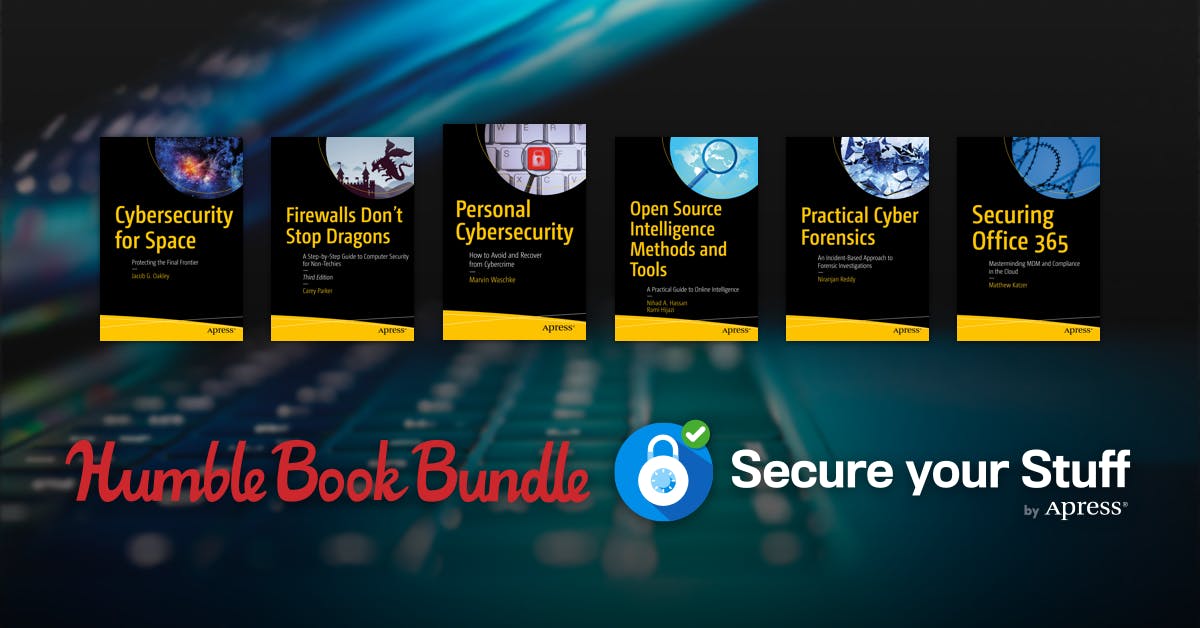 Cybersecurity
for Space
Protecting the Final Frontier
—
Jacob G. Oakley
Apress®
Firewalls Don't
Stop Dragons
A Step-by-Step Guide to Computer Security
for Non-Techies
—
Third Edition
—
Carey Parker
Apress®
W E R
S
X C V
Personal
Cybersecurity
How to Avoid and Recover
from Cybercrime
—
Marvin Waschke
Apress®
Open Source
Intelligence
Methods and
Tools
A Practical Guide to Online Intelligence
—
Nihad A. Hassan
Rami Hijazi
Apress®
Practical Cyber
Forensics
An Incident-Based Approach to
Forensic Investigations
—
Niranjan Reddy
Apress®
Securing
Office 365
Masterminding MDM and Compliance
in the Cloud
—
Matthew Katzer
Apress®
Humble Book Bundle
Secure your Stuff
by Apress®